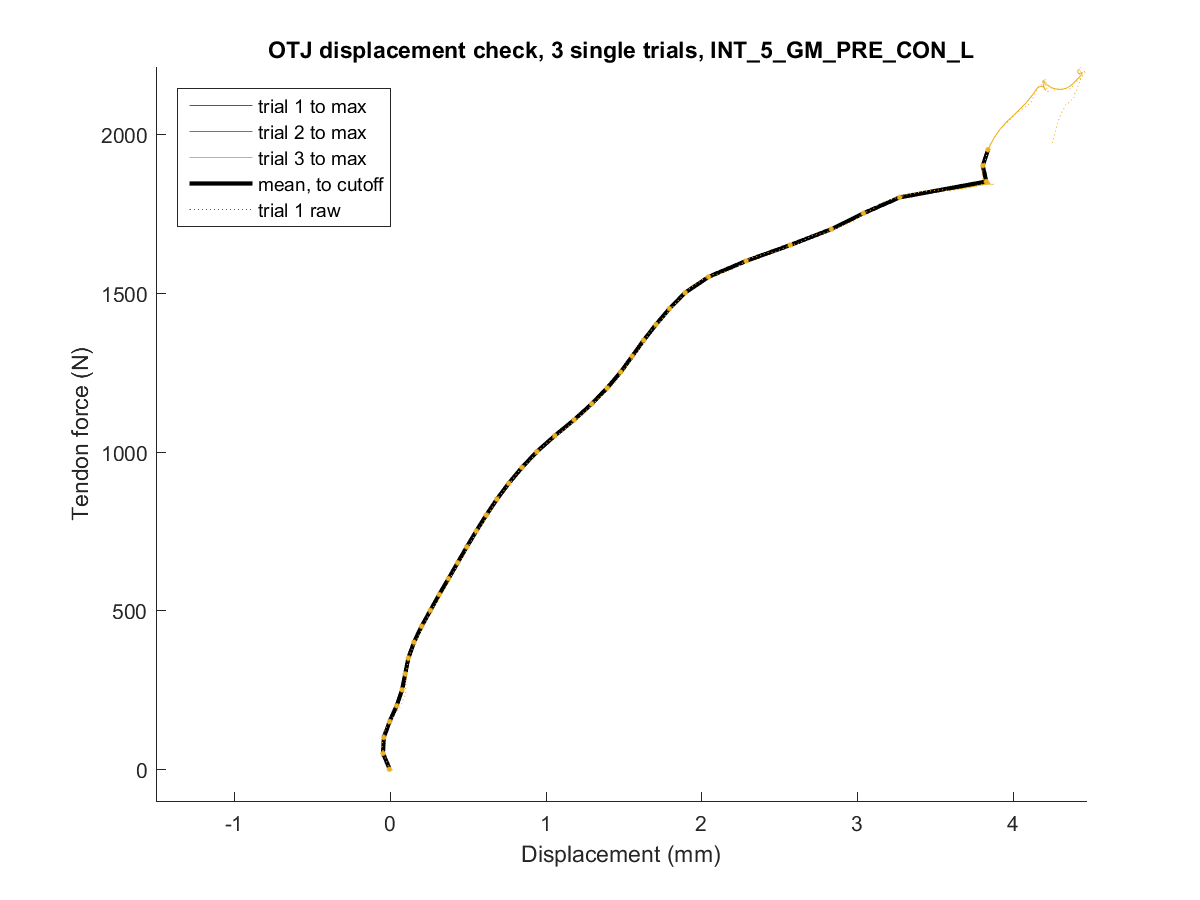 OTJ displacement check, 3 single trials, INT_5_GM_PRE_CON_L
trial 1 to max
trial 2 to max
trial 3 to max
mean, to cutoff
trial 1 raw
2000
1500
1000
500
0
Tendon force (N)
-1
0
1
2
3
4
Displacement (mm)